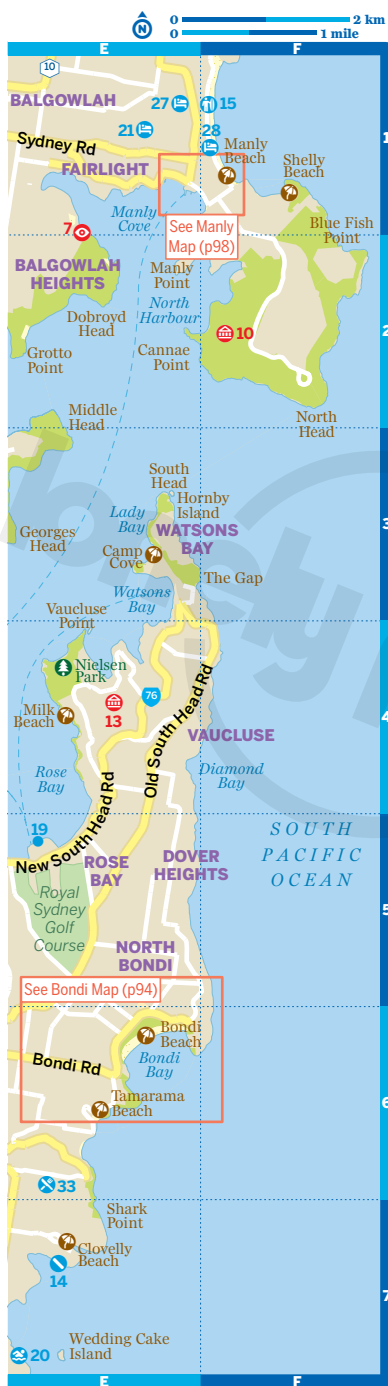 N
0
2 km
0
1 mile
E
F
10
BALGOWLAH
27
15
1
21
28
Sydney Rd
Manly
Beach
Shelly
Beach
FAIRLIGHT
Manly
Cove
See Manly
Map (p98)
Blue Fish
Point
7
BALGOWLAH
HEIGHTS
Manly
Point
North
Harbour
Dobroyd
Head
10
2
Grotto
Point
Cannae
Point
North
Head
Middle
Head
South
Head
Hornby
Island
Lady
Bay
WATSONS
BAY
3
Georges
Head
Camp
Cove
The Gap
Watsons
Bay
Vaucluse
Point
Nielsen
Park
76
13
Milk
Beach
4
Old South Head Rd
VAUCLUSE
Rose
Bay
Diamond
Bay
New South Head Rd
19
SOUTH
PACIFIC
OCEAN
ROSE
BAY
DOVER
HEIGHTS
Royal
Sydney
Golf
Course
5
NORTH
BONDI
See Bondi Map (p94)
Bondi
Beach
Bondi Rd
Bondi
Bay
Tamarama
Beach
6
33
Shark
Point
Clovelly
Beach
14
7
Wedding Cake
Island
20
E
F